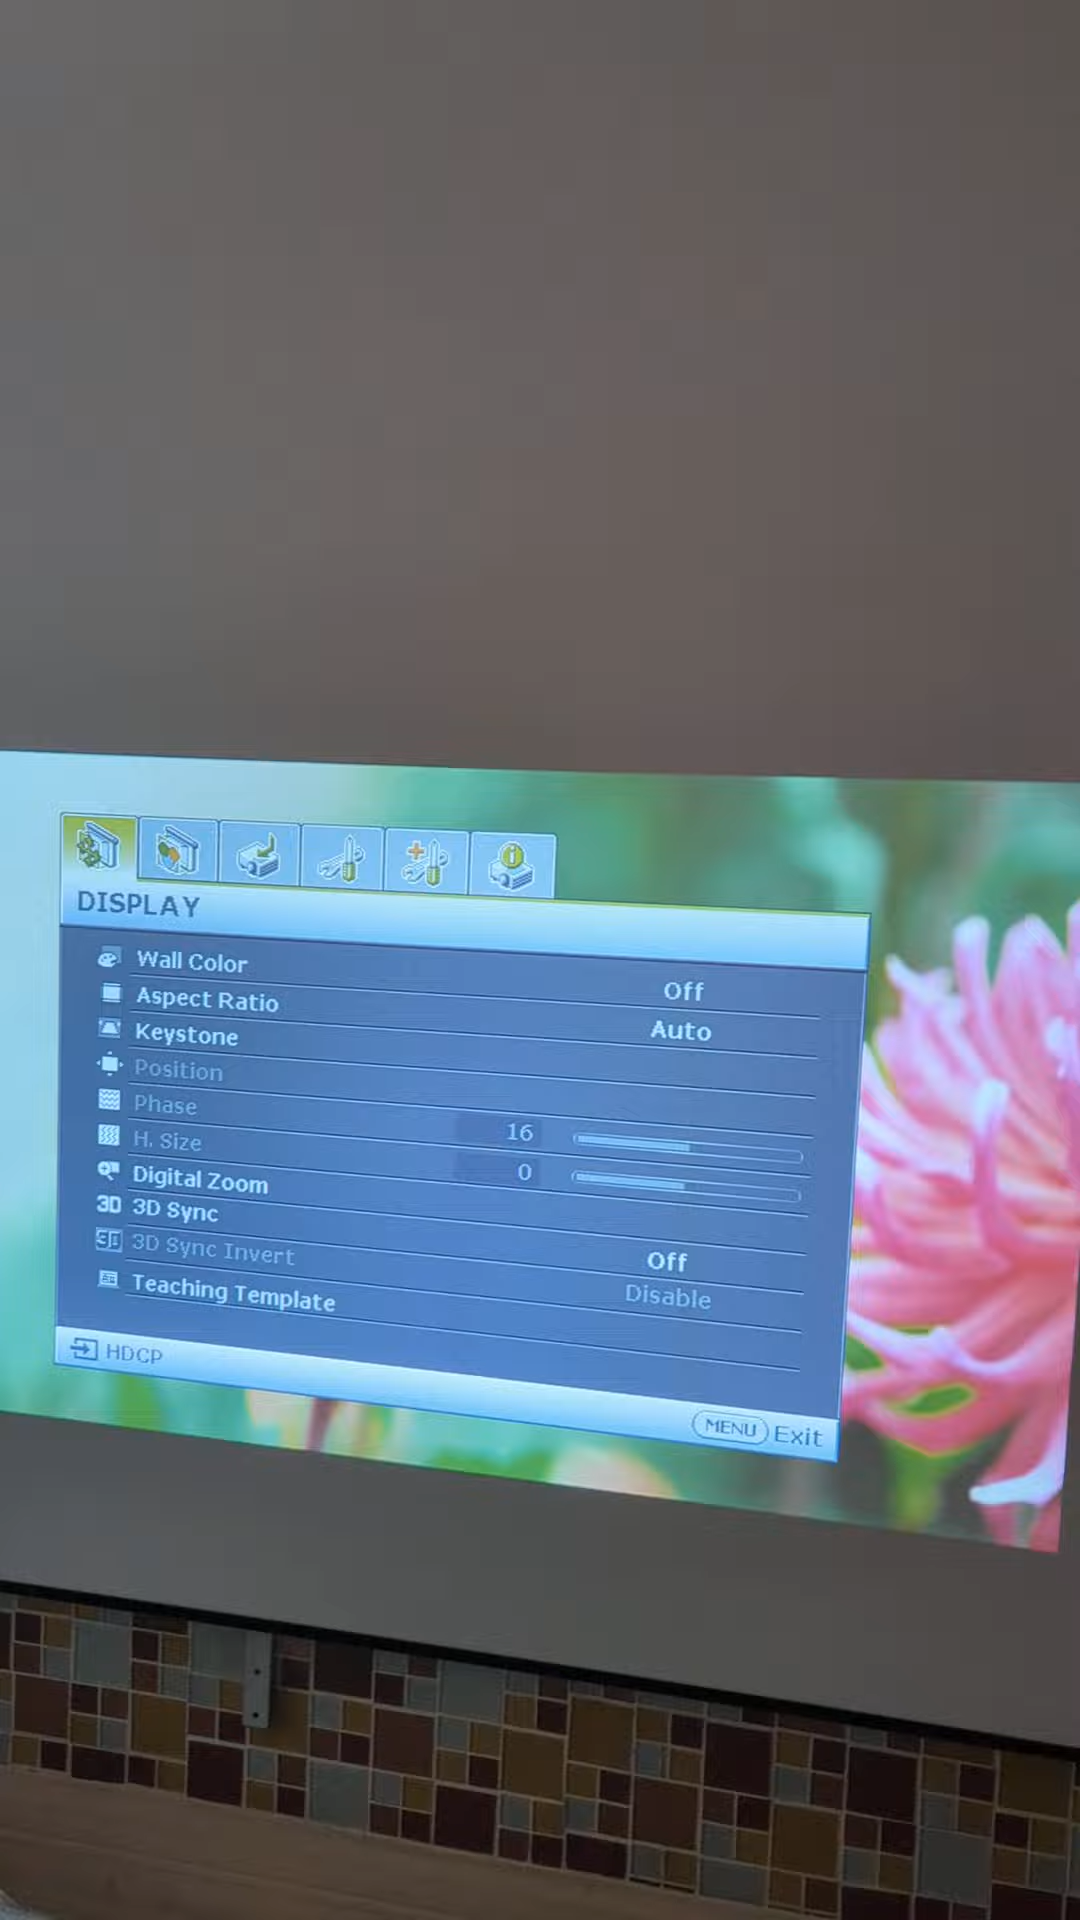 DISPLAY
Wall Color Off
Aspect Ratio Auto
Keystone
Position
Phase 16
H. Size 0
Digital Zoom
3D 3D Sync Off
3D Sync Invert Disable
Teaching Template
HDCP
MENU Exit